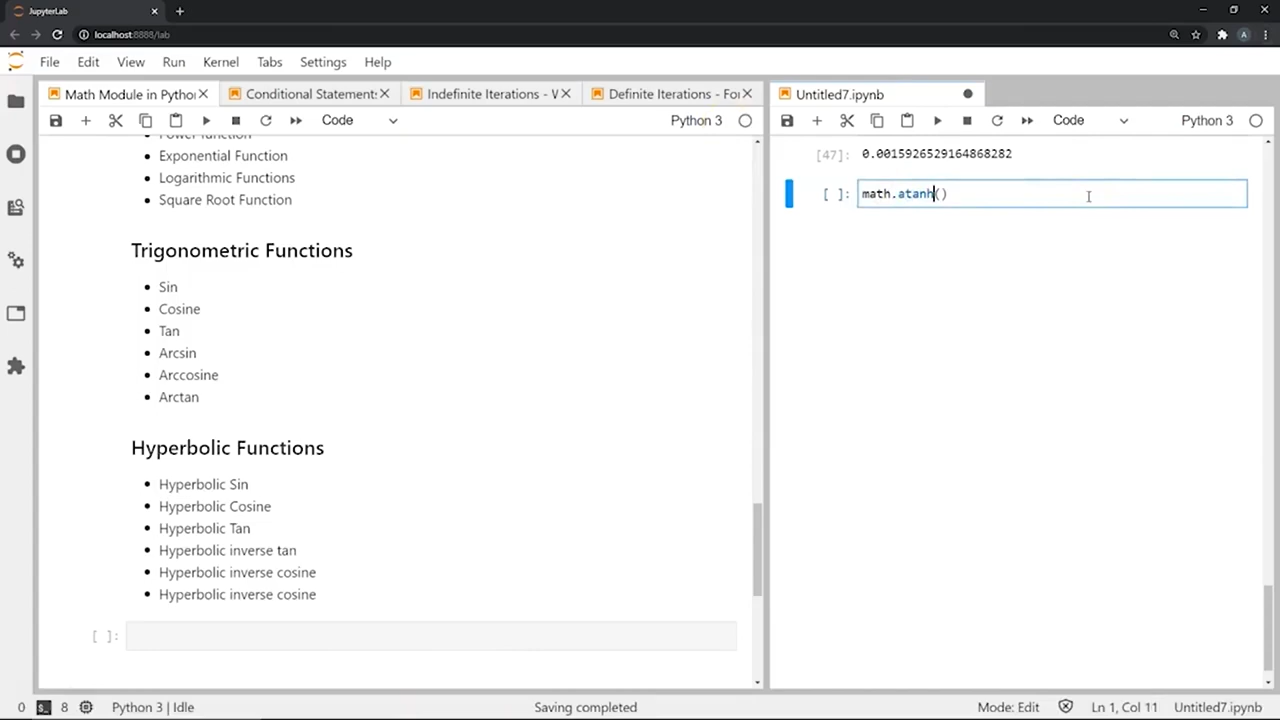 JupyterLab
localhost:8888/lab
File Edit View Run Kernel Tabs Settings Help
Math Module in Pythor
Conditional Statement:
Indefinite Iterations - V
Definite Iterations - For
Code
Python 3
Power function
Exponential Function
Logarithmic Functions
Square Root Function
Trigonometric Functions
Sin
Cosine
Tan
Arcsin
Arccosine
Arctan
Hyperbolic Functions
Hyperbolic Sin
Hyperbolic Cosine
Hyperbolic Tan
Hyperbolic inverse tan
Hyperbolic inverse cosine
Hyperbolic inverse cosine
[ ]:
Untitled7.ipynb
Code
Python 3
[47]: 0.0015926529164868282
[ ]: math.atanh()
0
8
Python 3 | Idle
Saving completed
Mode: Edit
Ln 1, Col 11
Untitled7.ipynb
A